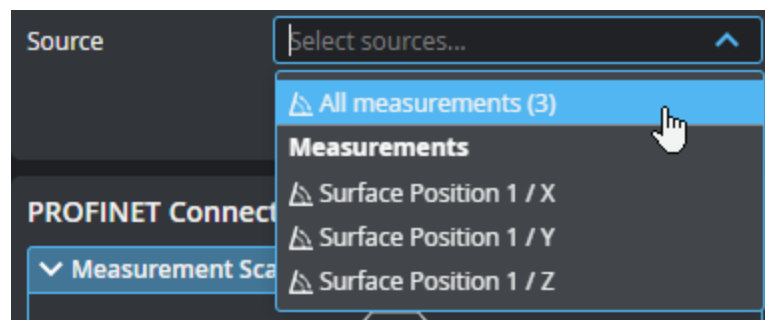 Source
Select sources...
All measurements (3)
Measurements
Surface Position 1 / X
PROFINET Connect
Surface Position 1 / Y
Measurement Sca
Surface Position 1 / Z